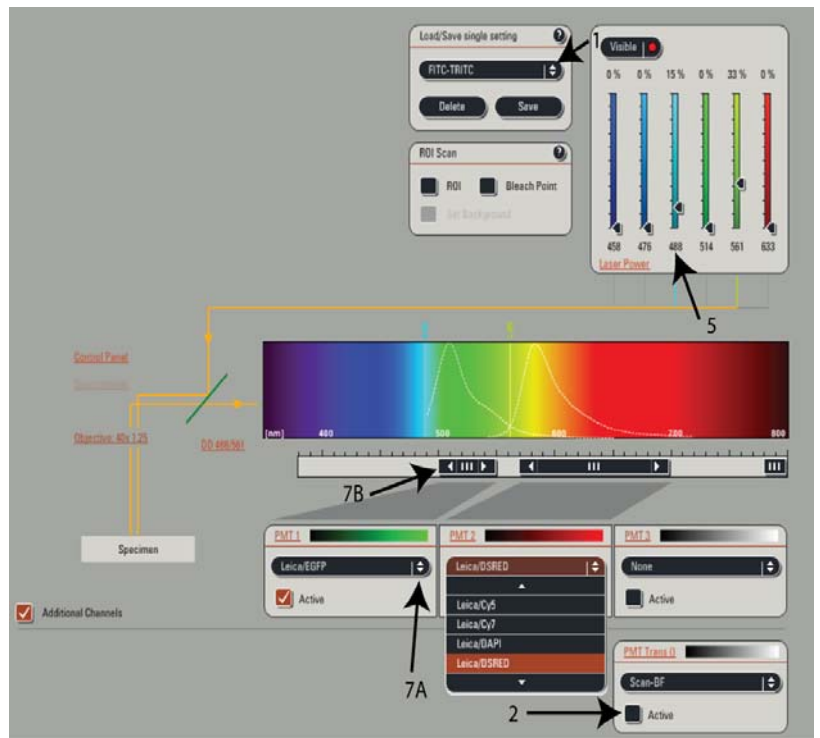 Load/Save single setting
?
1
FITC-TRITC
Delete Save
ROI Scan
?
ROI Bleach Point
Set Background
Visible
0 % 0 % 15 % 0 % 33 % 0 %
458 476 488 514 561 633
Laser Power
5
Control Panel
Objective: 40x 1.25
DD 488/561
[nm] 400 500 600 700 800
7B
Specimen
PMT 1
Leica/EGFP
Active
PMT 2
Leica/DSRED
Leica/Cy5
Leica/Cy7
Leica/DAPI
Leica/DSRED
PMT 3
None
Active
Additional Channels
7A
PMT Trans
Scan-BF
2
Active